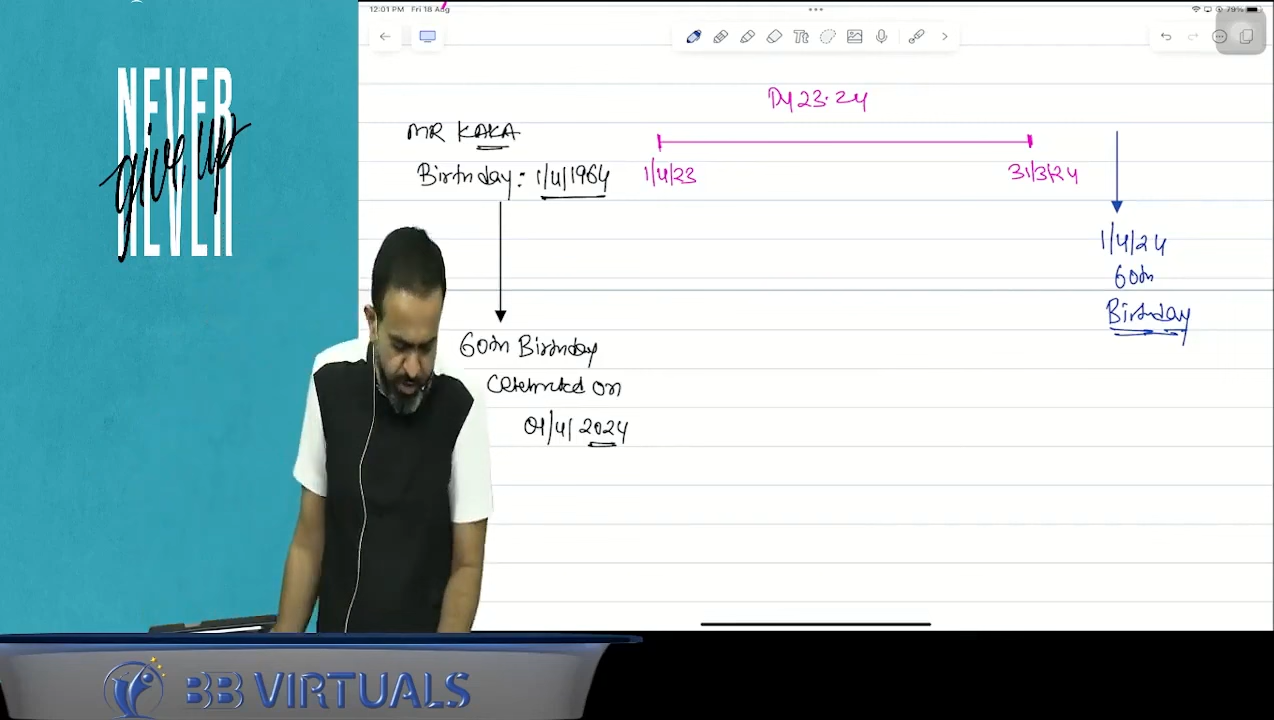 12:01 PM Fri 18 Aug
79%
NEVER
give up
NEVER
PY 23-24
MR KAKA
Birthday: 1/4/1964
1/4/23
31/3/24
1/4/24
60th
Birthday
60th Birthday
Celebrated on
01/4/2024
BB VIRTUALS